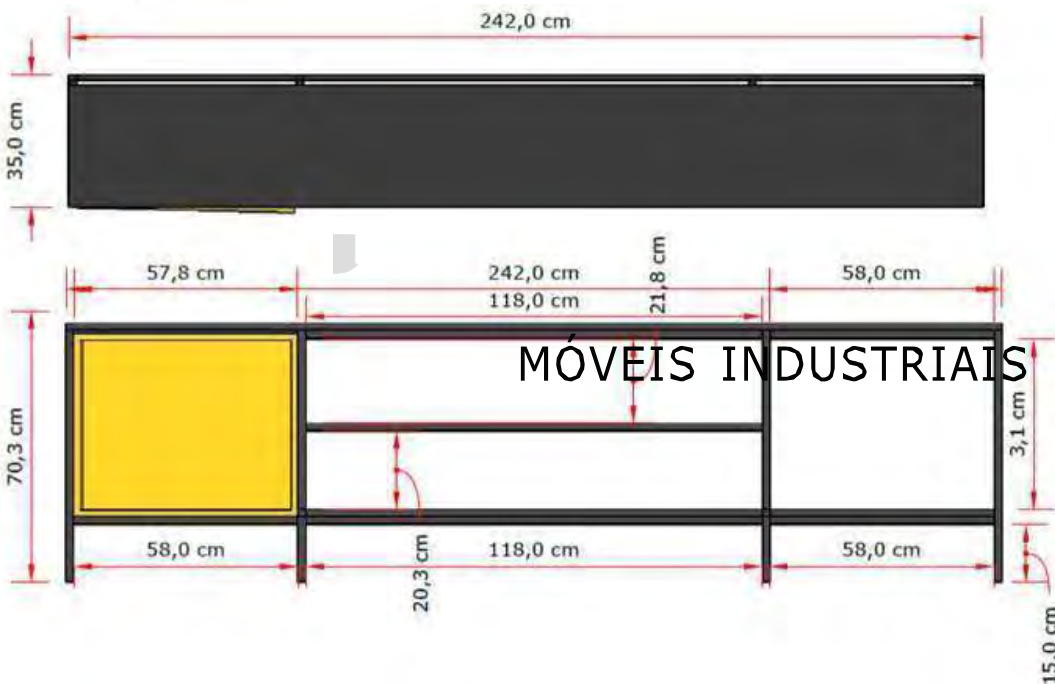 242,0 cm
35,0 cm
57,8 cm 242,0 cm 21,8 cm 58,0 cm
118,0 cm
MÓVEIS INDUSTRIAIS
70,3 cm
3,1 cm
58,0 cm 118,0 cm 58,0 cm
20,3 cm
15,0 cm